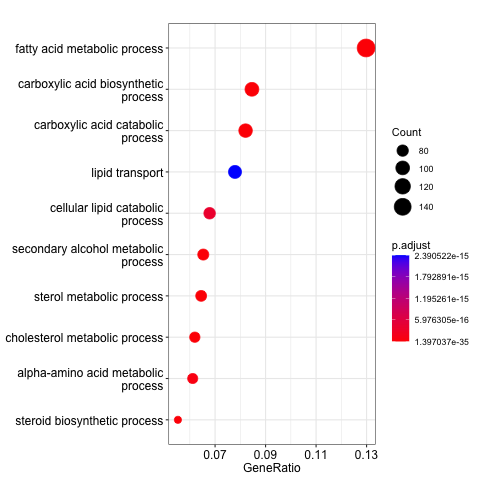 fatty acid metabolic process
carboxylic acid biosynthetic
process
carboxylic acid catabolic
process
lipid transport
cellular lipid catabolic
process
secondary alcohol metabolic
process
sterol metabolic process
cholesterol metabolic process
alpha-amino acid metabolic
process
steroid biosynthetic process
0.07 0.09 0.11 0.13
GeneRatio
Count
80
100
120
140
p.adjust
2.390522e-15
1.792891e-15
1.195261e-15
5.976305e-16
1.397037e-35